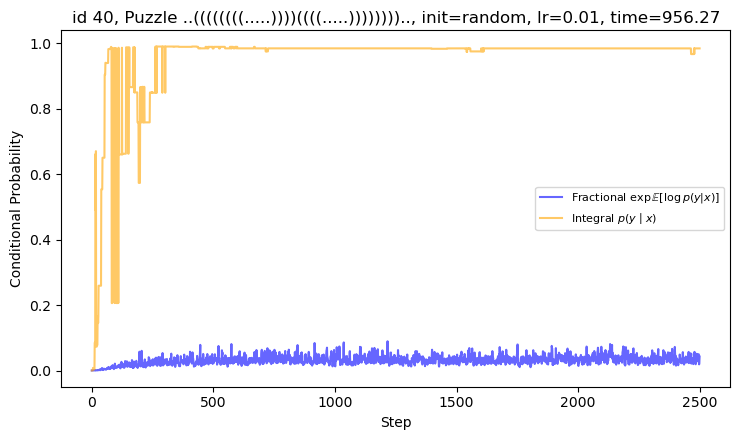 id 40, Puzzle ..((((((((.....))))((((.....)))))))).., init=random, lr=0.01, time=956.27
1.0
0.8
0.6
0.4
0.2
0.0
Conditional Probability
Fractional exp𝔼[log p(y|x)]
Integral p(y | x)
0
500
1000
1500
2000
2500
Step